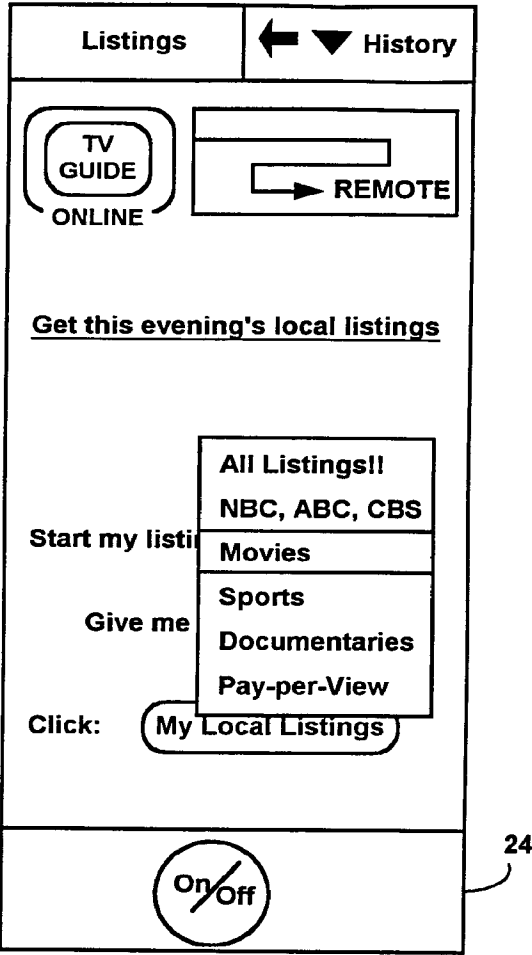 Listings
History
TV
GUIDE
ONLINE
REMOTE
Get this evening's local listings
All Listings!!
NBC, ABC, CBS
Start my
Movies
Sports
Give me
Documentaries
Pay-per-View
Click: My Local Listings
24
On/Off